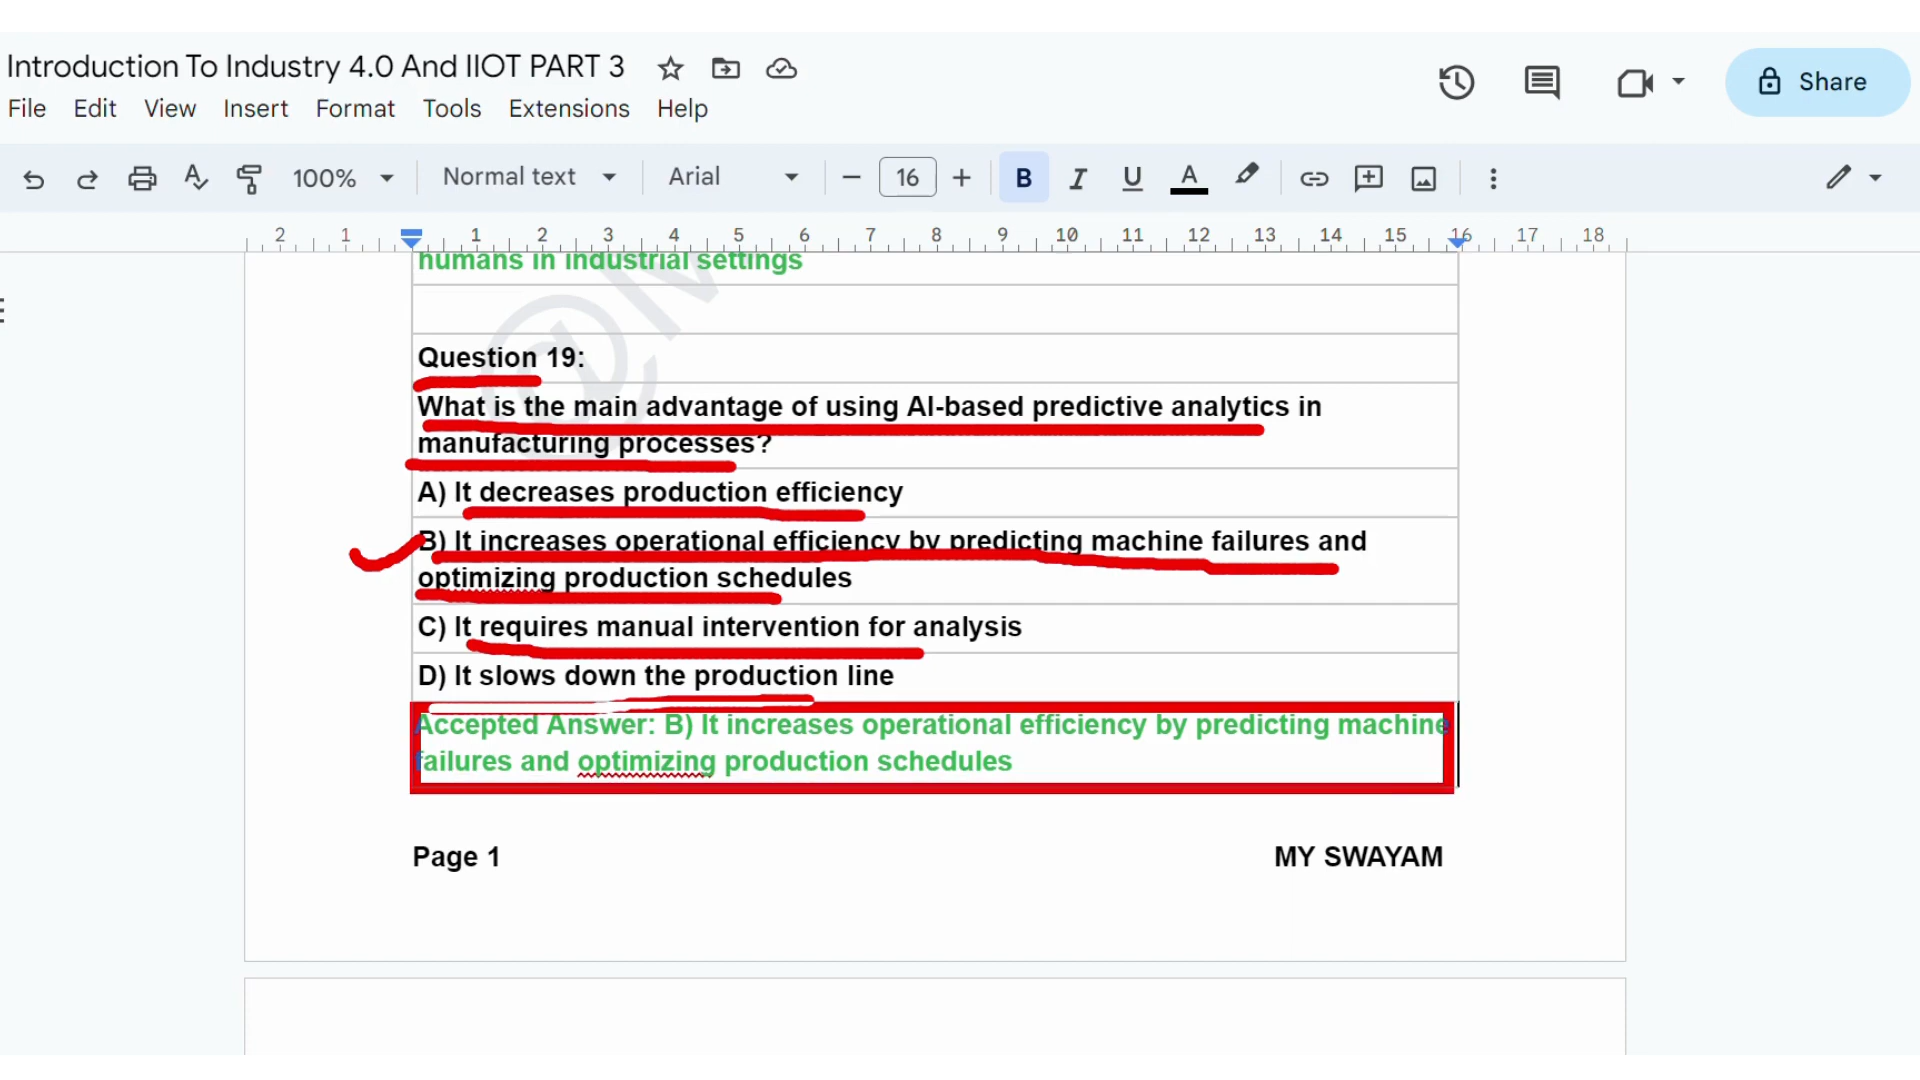 Introduction To Industry 4.0 And IIOT PART 3
File Edit View Insert Format Tools Extensions Help
Share
100% Normal text Arial 16 B I U A
2 1 1 2 3 4 5 6 7 8 9 10 11 12 13 14 15 16 17 18
humans in industrial settings
Question 19:
What is the main advantage of using AI-based predictive analytics in
manufacturing processes?
A) It decreases production efficiency
B) It increases operational efficiency by predicting machine failures and
optimizing production schedules
C) It requires manual intervention for analysis
D) It slows down the production line
Accepted Answer: B) It increases operational efficiency by predicting machine
failures and optimizing production schedules
Page 1 MY SWAYAM